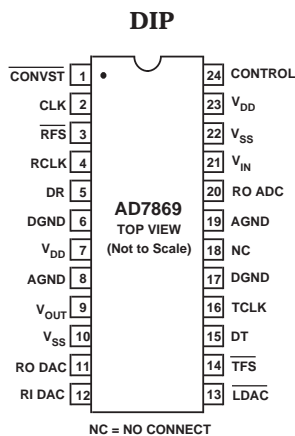 DIP
CONVST 1
CLK 2
RFS 3
RCLK 4
DR 5
DGND 6
VDD 7
AGND 8
VOUT 9
VSS 10
RO DAC 11
RI DAC 12
AD7869
TOP VIEW
(Not to Scale)
24 CONTROL
23 VDD
22 VSS
21 VIN
20 RO ADC
19 AGND
18 NC
17 DGND
16 TCLK
15 DT
14 TFS
13 LDAC
NC = NO CONNECT